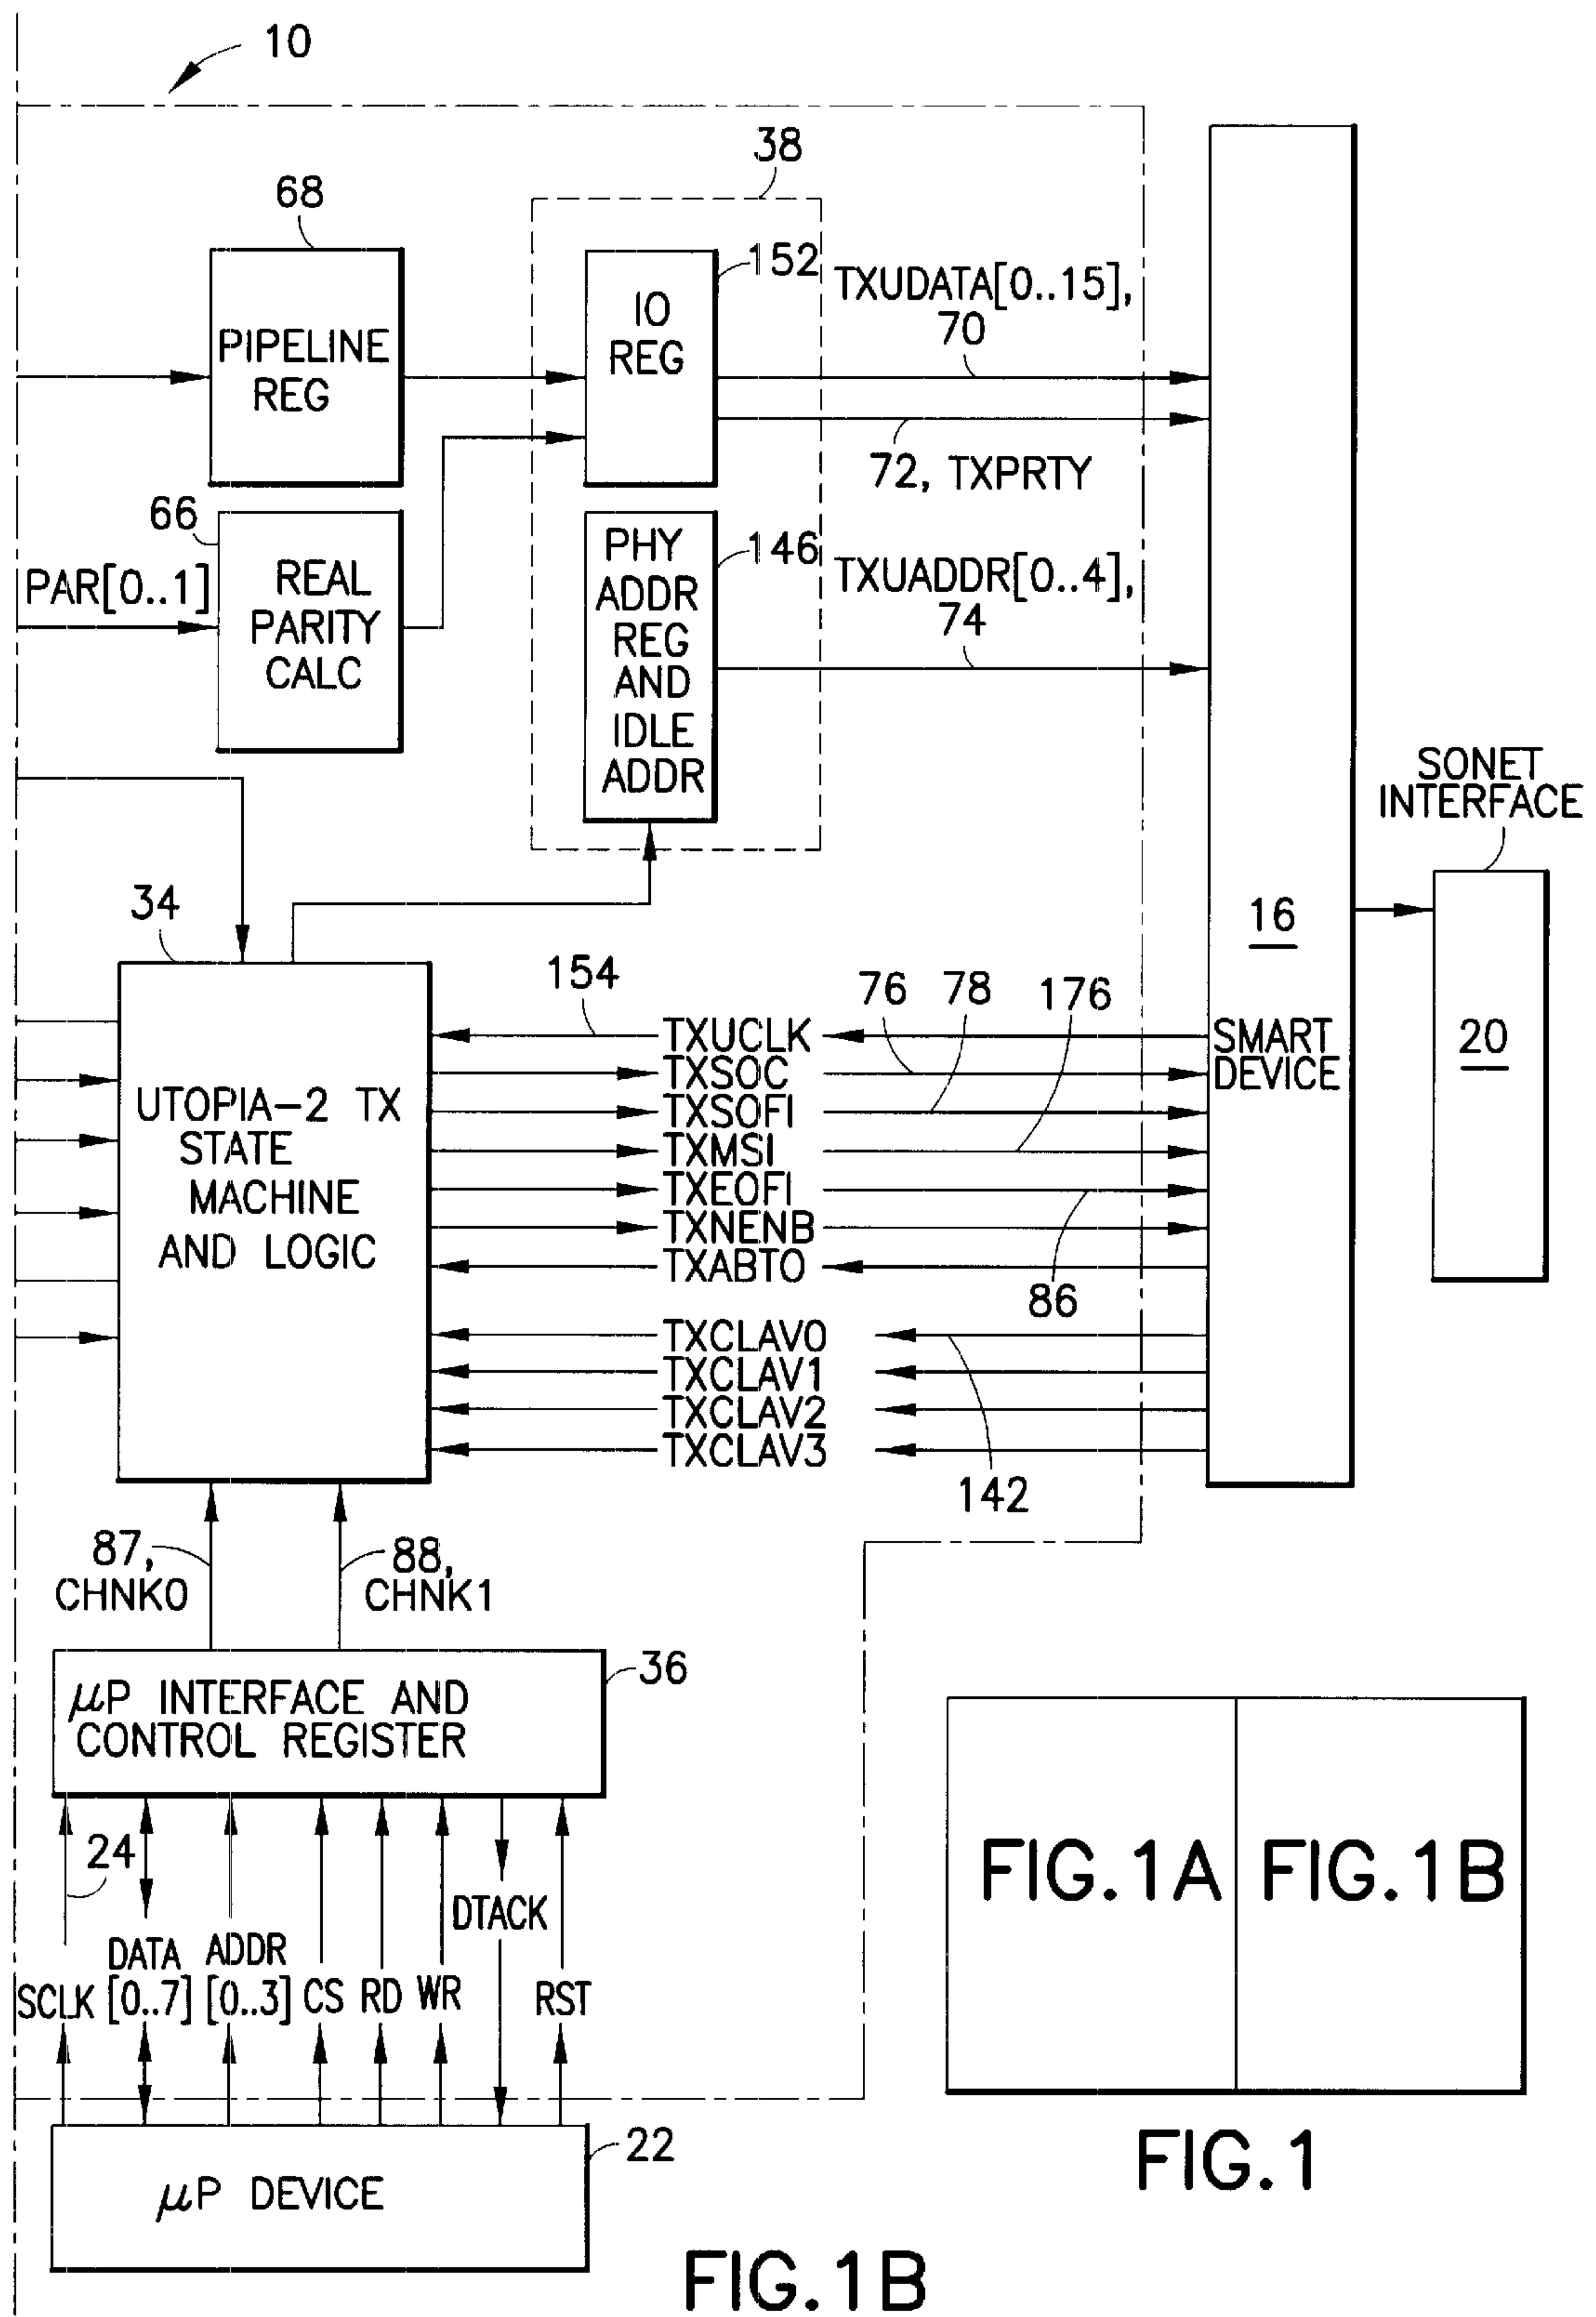 10
38
68
152
TXUDATA[0..15],
70
IO
REG
PIPELINE
REG
72, TXPRTY
66
PAR[0..1]
REAL
PARITY
CALC
PHY
ADDR
REG
AND
IDLE
ADDR
146
TXUADDR[0..4],
74
SONET
INTERFACE
34
16
20
SMART
DEVICE
154
76
78
176
UTOPIA-2 TX
STATE
MACHINE
AND LOGIC
TXUCLK
TXSOC
TXSOFI
TXMSI
TXEOFI
TXNENB
TXABTO
86
TXCLAV0
TXCLAV1
TXCLAV2
TXCLAV3
142
87,
CHNK0
88,
CHNK1
36
µP INTERFACE AND
CONTROL REGISTER
24
SCLK
DATA
[0..7]
ADDR
[0..3]
CS
RD
WR
DTACK
RST
22
µP DEVICE
FIG.1A
FIG.1B
FIG.1
FIG.1B